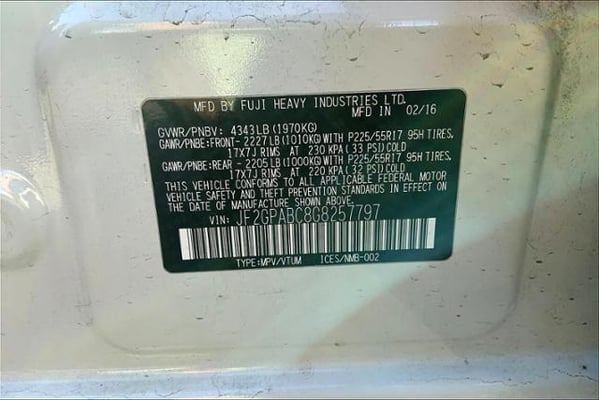 MFD BY FUJI HEAVY INDUSTRIES LTD.
MFD IN 02/16
GVWR/PNBV: 4343LB (1970KG)
GAWR/PNBE:FRONT- 2227 LB (1010KG) WITH P225/55R17 95H TIRES,
17X7J RIMS AT 230 KPA ( 33 PSI) COLD
GAWR/PNBE:REAR - 2205 LB (1000KG) WITH P225/55R17 95H TIRES,
17X7J RIMS AT 220 KPA ( 32 PSI) COLD
THIS VEHICLE CONFORMS TO ALL APPLICABLE FEDERAL MOTOR
VEHICLE SAFETY AND THEFT PREVENTION STANDARDS IN EFFECT ON
THE DATE OF MANUFACTURE SHOWN ABOVE.
VIN: JF2GPABC8G8257797
TYPE:MPV/VTUM ICES/NMB-002